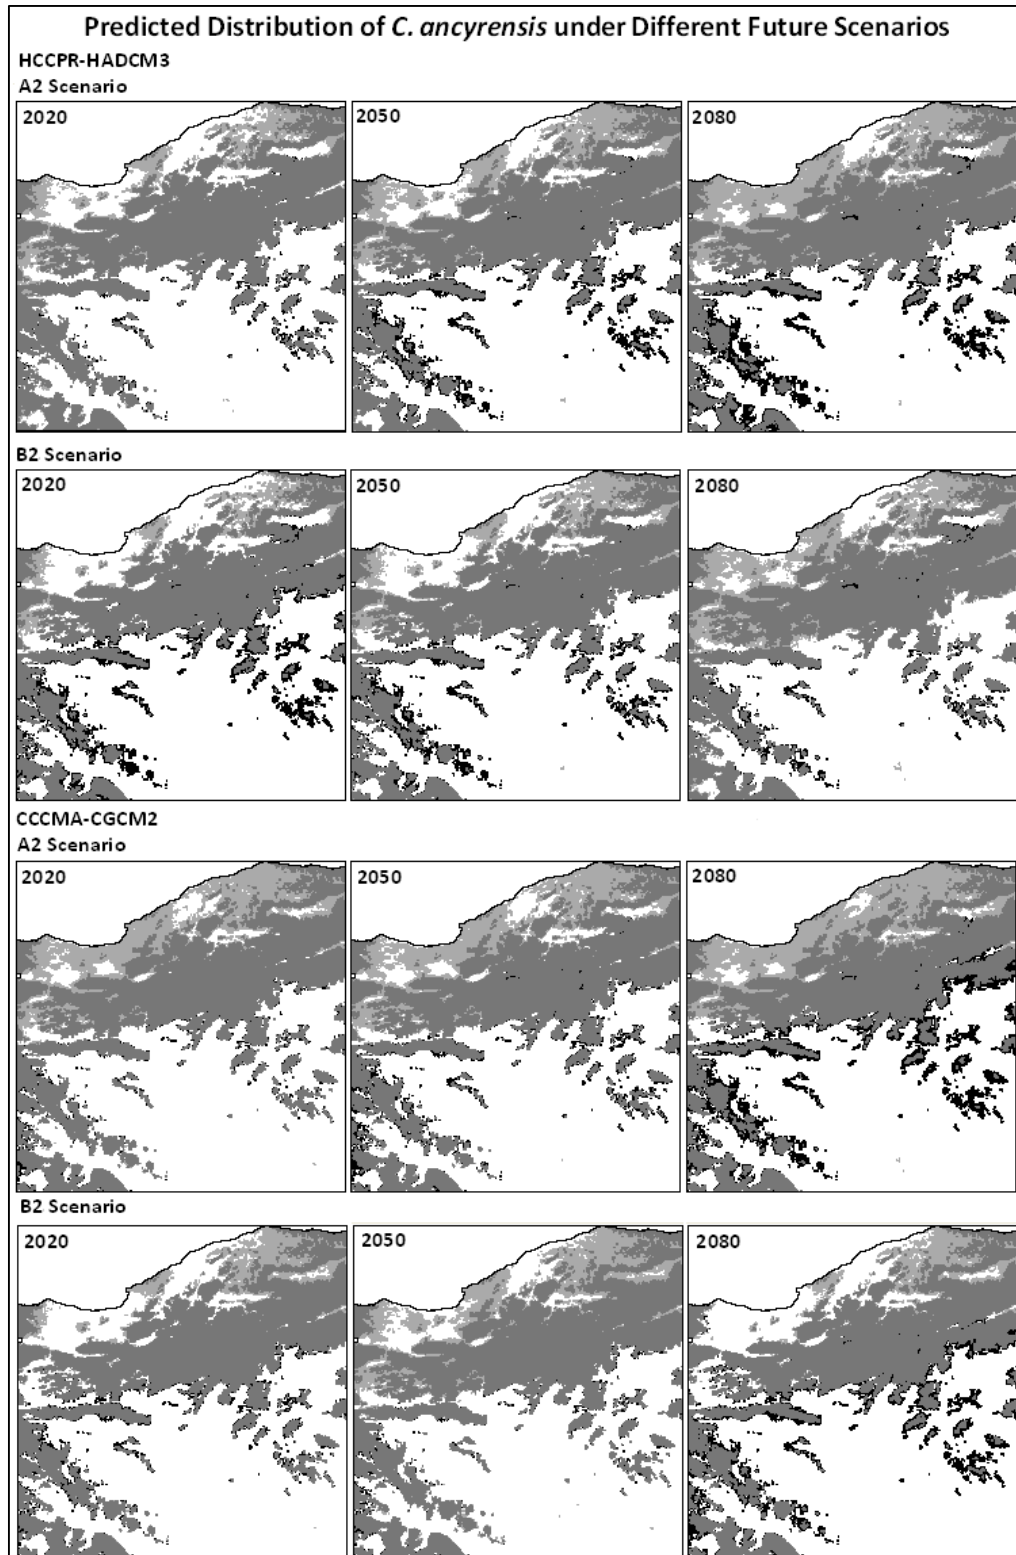 Predicted Distribution of C. ancyrensis under Different Future Scenarios
HCCPR-HADCM3
A2 Scenario
2020
2050
2080
B2 Scenario
2020
2050
2080
CCCMA-CGCM2
A2 Scenario
2020
2050
2080
B2 Scenario
2020
2050
2080